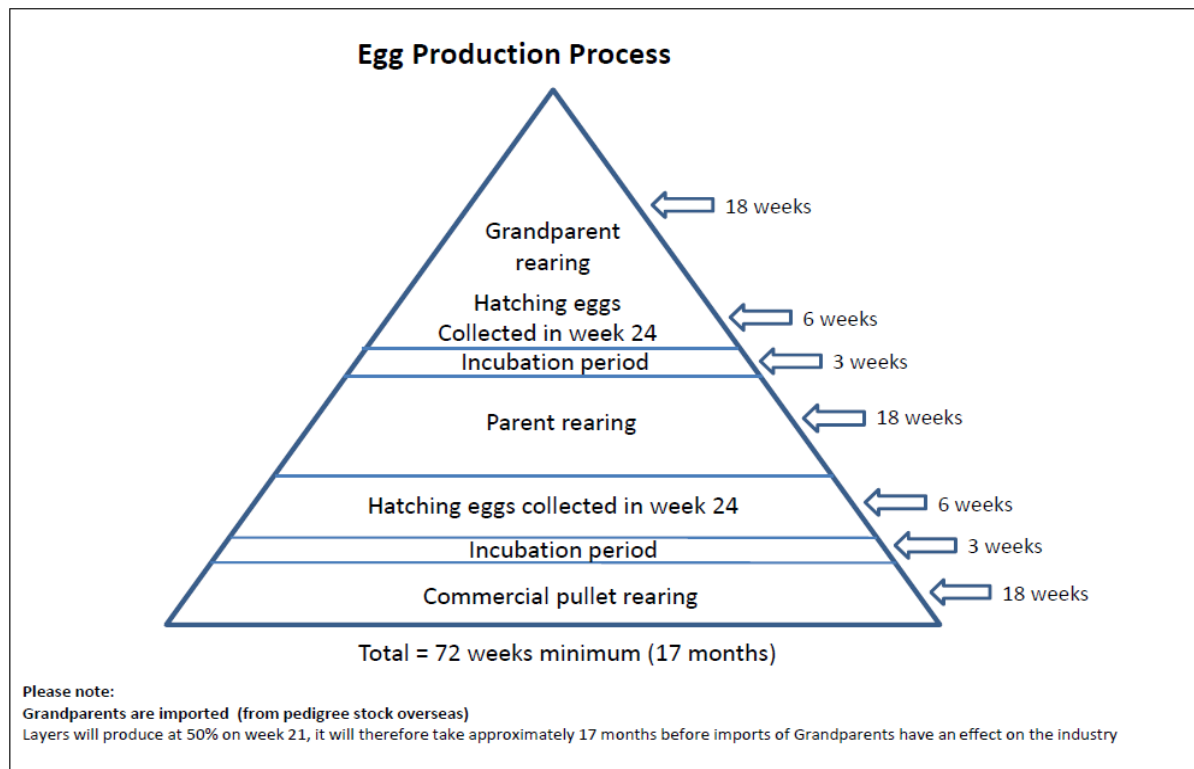 Egg Production Process
18 weeks
Grandparent
rearing
Hatching eggs
Collected in week 24
6 weeks
Incubation period
3 weeks
Parent rearing
18 weeks
Hatching eggs collected in week 24
6 weeks
Incubation period
3 weeks
Commercial pullet rearing
18 weeks
Total = 72 weeks minimum (17 months)
Please note:
Grandparents are imported (from pedigree stock overseas)
Layers will produce at 50% on week 21, it will therefore take approximately 17 months before imports of Grandparents have an effect on the industry